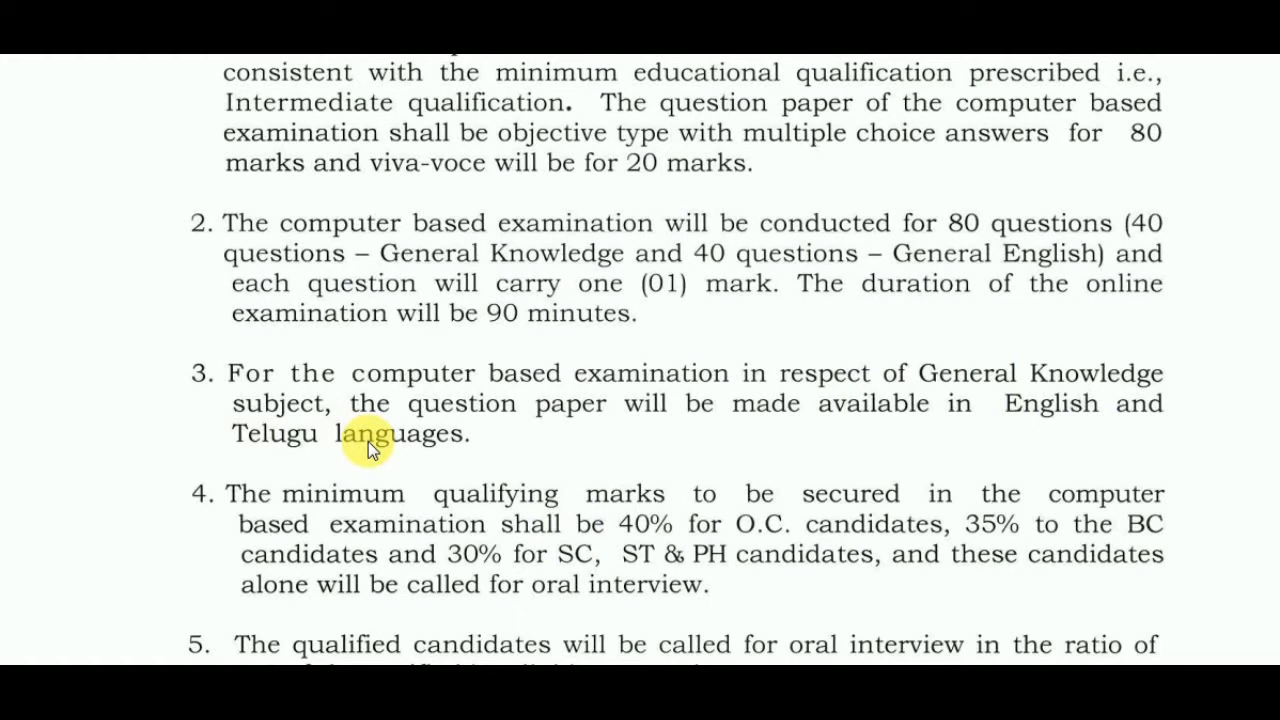 consistent with the minimum educational qualification prescribed i.e.,
Intermediate qualification. The question paper of the computer based
examination shall be objective type with multiple choice answers for 80
marks and viva-voce will be for 20 marks.
2. The computer based examination will be conducted for 80 questions (40
questions – General Knowledge and 40 questions – General English) and
each question will carry one (01) mark. The duration of the online
examination will be 90 minutes.
3. For the computer based examination in respect of General Knowledge
subject, the question paper will be made available in English and
Telugu languages.
4. The minimum qualifying marks to be secured in the computer
based examination shall be 40% for O.C. candidates, 35% to the BC
candidates and 30% for SC, ST & PH candidates, and these candidates
alone will be called for oral interview.
5. The qualified candidates will be called for oral interview in the ratio of